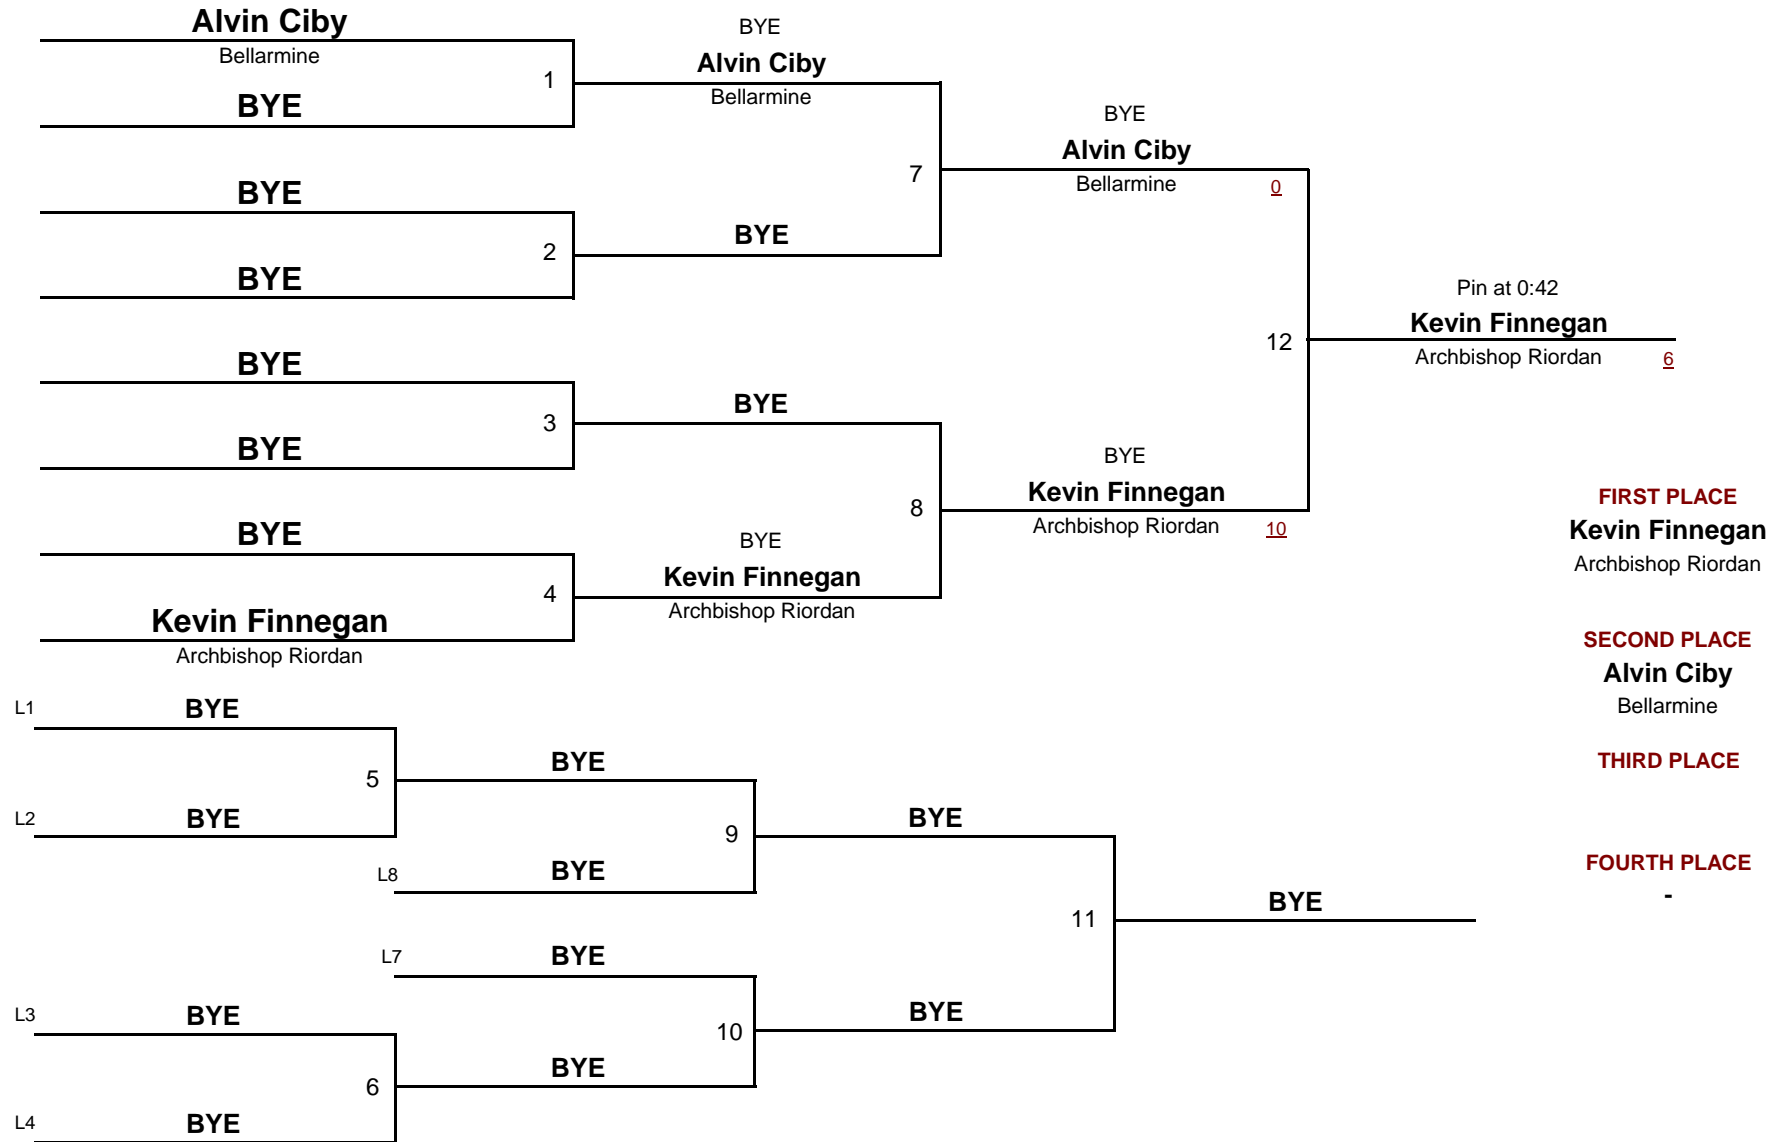 Alvin Ciby
Bellarmine
1
BYE
BYE
2
BYE
BYE
3
BYE
BYE
4
Kevin Finnegan
Archbishop Riordan
BYE
Alvin Ciby
Bellarmine
7
BYE
BYE
8
BYE
Kevin Finnegan
Archbishop Riordan
BYE
Alvin Ciby
Bellarmine
0
12
BYE
Kevin Finnegan
Archbishop Riordan
10
Pin at 0:42
Kevin Finnegan
Archbishop Riordan
6
FIRST PLACE
Kevin Finnegan
Archbishop Riordan
SECOND PLACE
Alvin Ciby
Bellarmine
THIRD PLACE
FOURTH PLACE
-
L1 BYE
5
L2 BYE
L3 BYE
6
L4 BYE
BYE
9
L8 BYE
L7 BYE
10
BYE
BYE
11
BYE
BYE